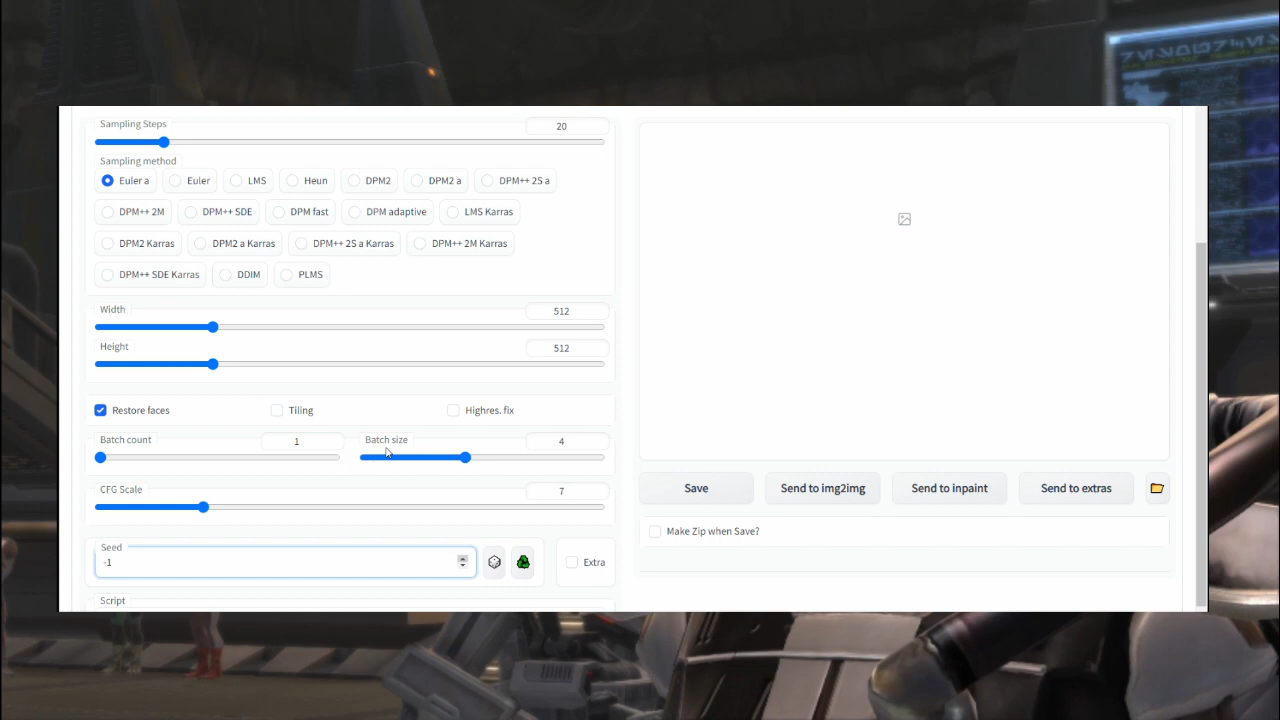 Sampling Steps
20
Sampling method
Euler a Euler LMS Heun DPM2 DPM2 a DPM++ 2S a
DPM++ 2M DPM++ SDE DPM fast DPM adaptive LMS Karras
DPM2 Karras DPM2 a Karras DPM++ 2S a Karras DPM++ 2M Karras
DPM++ SDE Karras DDIM PLMS
Width
512
Height
512
Restore faces Tiling Highres. fix
Batch count 1 Batch size 4
CFG Scale
7
Seed
-1
Extra
Script
Save Send to img2img Send to inpaint Send to extras
Make Zip when Save?